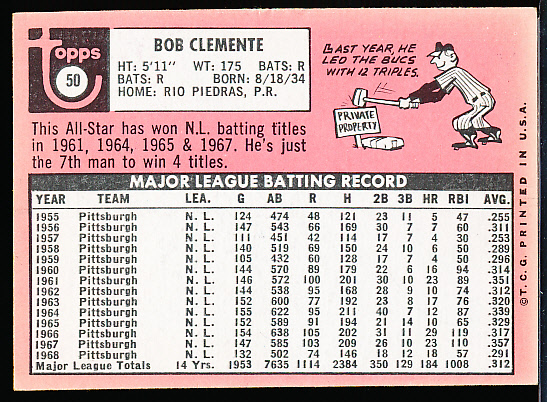 Topps
50
BOB CLEMENTE
HT: 5'11" WT: 175 BATS: R
BATS: R BORN: 8/18/34
HOME: RIO PIEDRAS, P.R.
LAST YEAR, HE
LED THE BUCS
WITH 12 TRIPLES.
PRIVATE
PROPERTY
This All-Star has won N.L. batting titles
in 1961, 1964, 1965 & 1967. He's just
the 7th man to win 4 titles.
MAJOR LEAGUE BATTING RECORD
YEAR TEAM LEA. G AB R H 2B 3B HR RBI AVG.
1955 Pittsburgh N. L. 124 474 48 121 23 11 5 47 .255
1956 Pittsburgh N. L. 147 543 66 169 30 7 7 60 .311
1957 Pittsburgh N. L. 111 451 42 114 17 7 4 30 .253
1958 Pittsburgh N. L. 140 519 69 150 24 10 6 50 .289
1959 Pittsburgh N. L. 105 432 60 128 17 7 4 50 .296
1960 Pittsburgh N. L. 144 570 89 179 22 6 16 94 .314
1961 Pittsburgh N. L. 146 572 100 201 30 10 23 89 .351
1962 Pittsburgh N. L. 144 538 95 168 28 9 10 74 .312
1963 Pittsburgh N. L. 152 600 77 192 23 8 17 76 .320
1964 Pittsburgh N. L. 155 622 95 211 40 7 12 87 .339
1965 Pittsburgh N. L. 152 589 91 194 21 14 10 65 .329
1966 Pittsburgh N. L. 154 638 105 202 31 11 29 119 .317
1967 Pittsburgh N. L. 147 585 103 209 10 23 110 .357
1968 Pittsburgh N. L. 132 502 74 146 18 12 18 57 .291
Major League Totals 14 Yrs. 1953 7635 1114 2384 350 129 184 1008 .312
© T.C.G. PRINTED IN U.S.A.